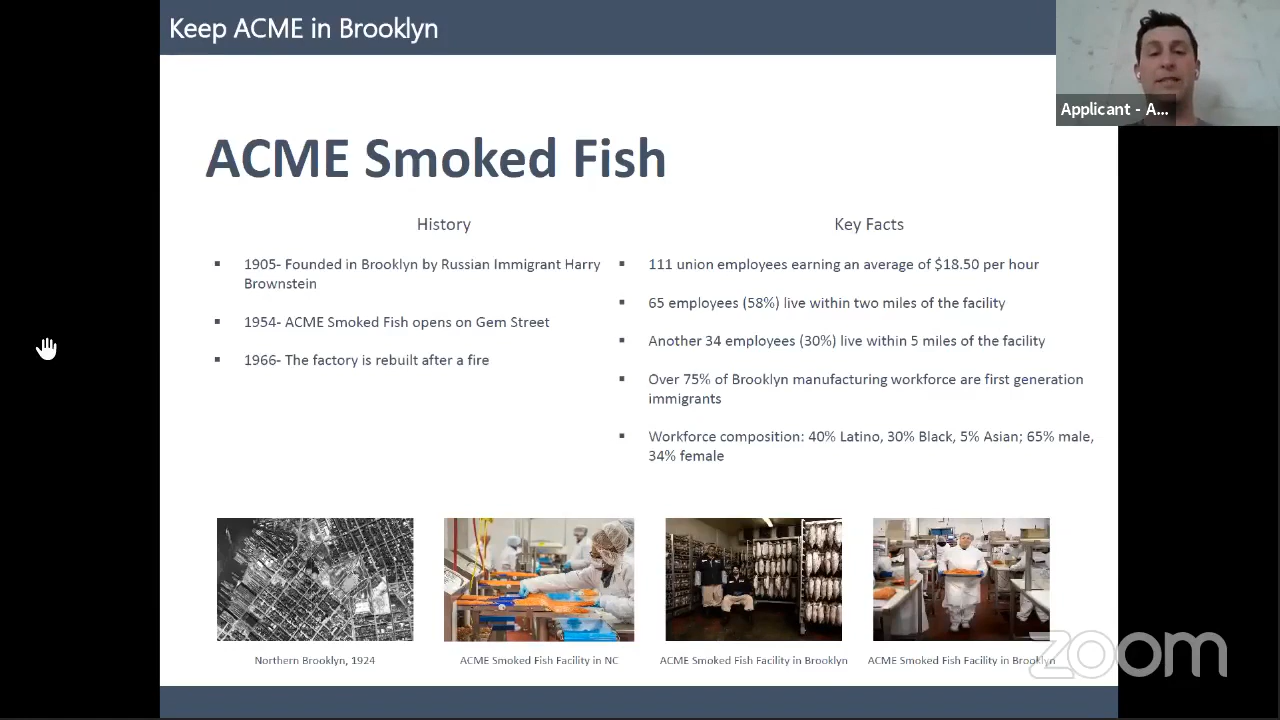 Keep ACME in Brooklyn
Applicant - A...
ACME Smoked Fish
History
▪ 1905- Founded in Brooklyn by Russian Immigrant Harry
Brownstein
▪ 1954- ACME Smoked Fish opens on Gem Street
▪ 1966- The factory is rebuilt after a fire
Key Facts
▪ 111 union employees earning an average of $18.50 per hour
▪ 65 employees (58%) live within two miles of the facility
▪ Another 34 employees (30%) live within 5 miles of the facility
▪ Over 75% of Brooklyn manufacturing workforce are first generation
immigrants
▪ Workforce composition: 40% Latino, 30% Black, 5% Asian; 65% male,
34% female
Northern Brooklyn, 1924
ACME Smoked Fish Facility in NC
ACME Smoked Fish Facility in Brooklyn
ACME Smoked Fish Facility in Brooklyn
zoom